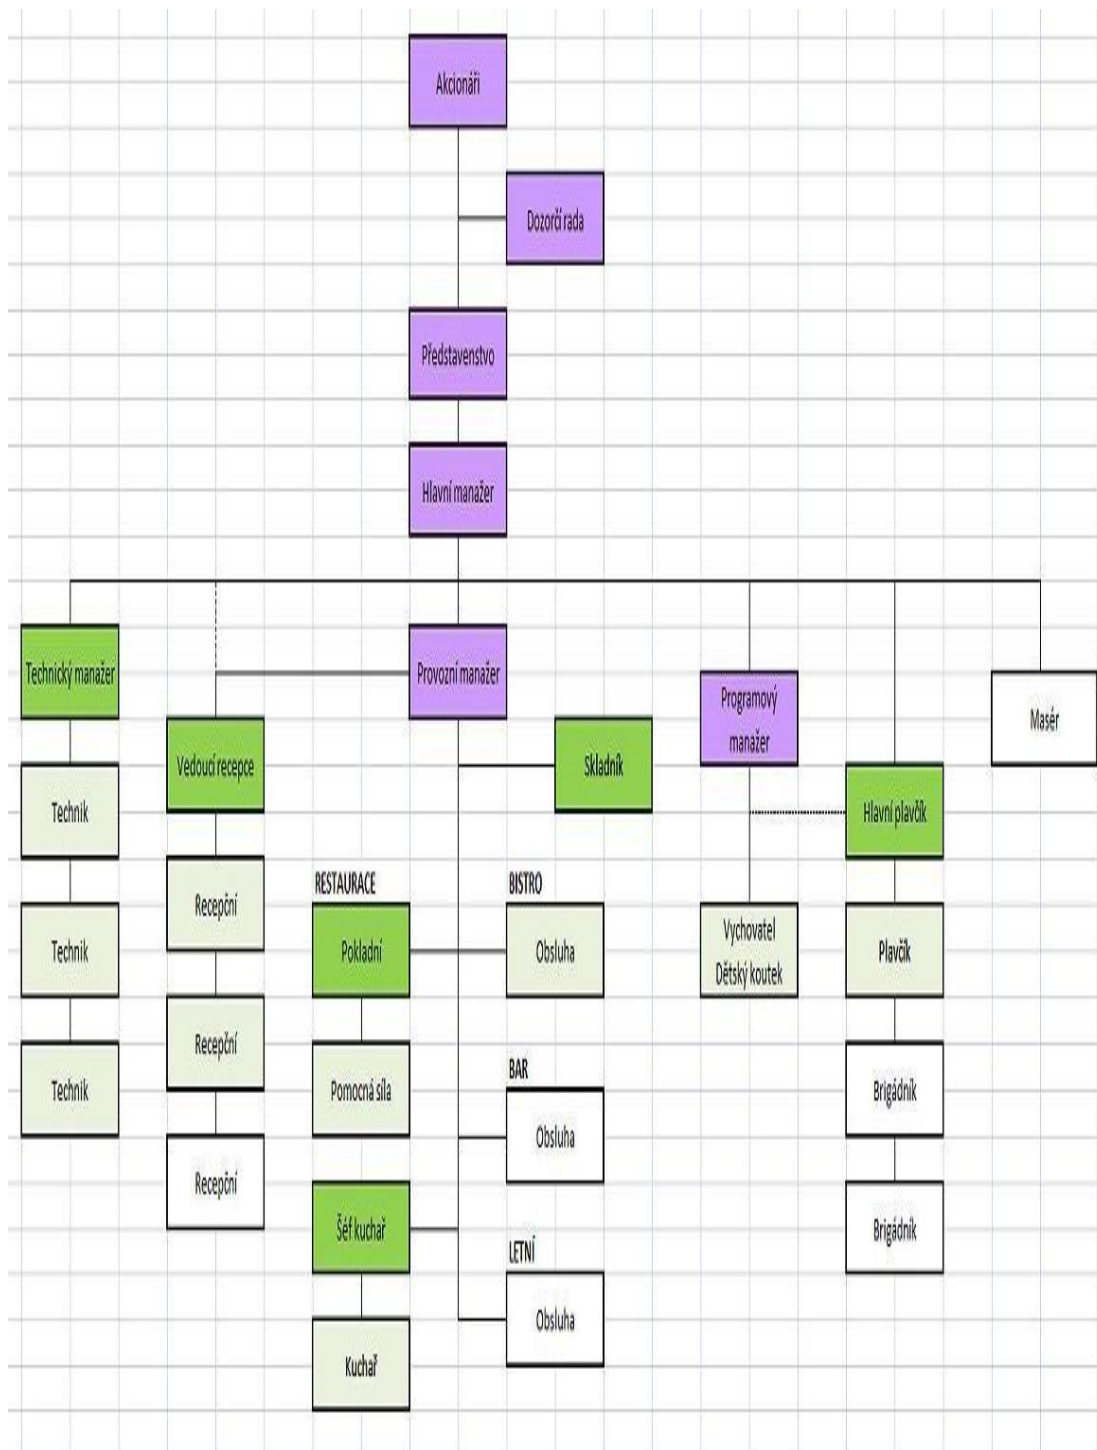 Akcionáři
Dozorčí rada
Představenstvo
Hlavní manažer
Technický manažer
Provozní manažer
Programový
manažer
Masér
Vedoucí recepce
Skladník
Hlavní plavčík
Technik
Recepční
RESTAURACE
BISTRO
Technik
Pokladní
Obsluha
Vychovatel
Dětský koutek
Plavčík
Recepční
Technik
Pomocná síla
BAR
Obsluha
Brigádník
Recepční
Šéf kuchař
Brigádník
LETNÍ
Obsluha
Kuchař